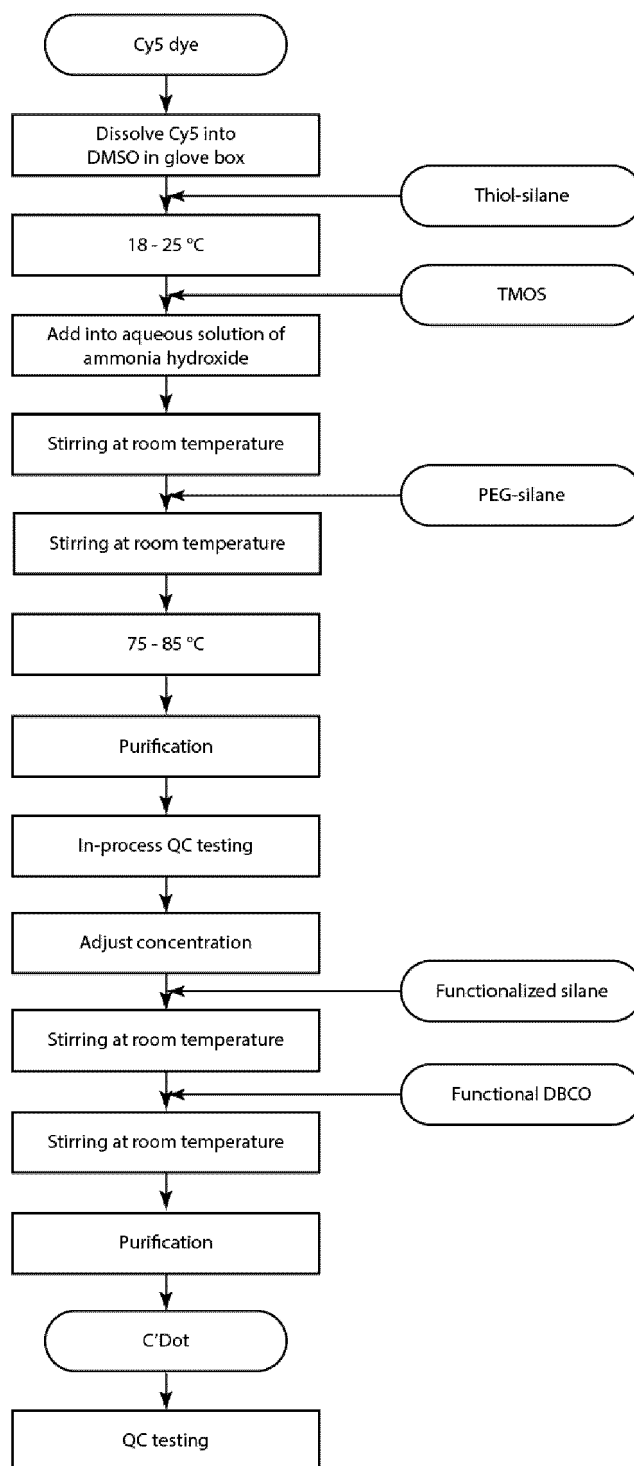 Cy5 dye
Dissolve Cy5 into
DMSO in glove box
Thiol-silane
18 - 25 °C
TMOS
Add into aqueous solution of
ammonia hydroxide
Stirring at room temperature
PEG-silane
Stirring at room temperature
75 - 85 °C
Purification
In-process QC testing
Adjust concentration
Functionalized silane
Stirring at room temperature
Functional DBCO
Stirring at room temperature
Purification
C'Dot
QC testing